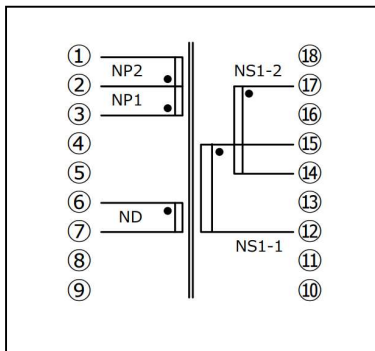 ① ⑱
NP2 NS1-2
② ⑰
NP1
③ ⑯
④ ⑮
⑤ ⑭
⑥ ⑬
ND
⑦ ⑫
NS1-1
⑧ ⑪
⑨ ⑩